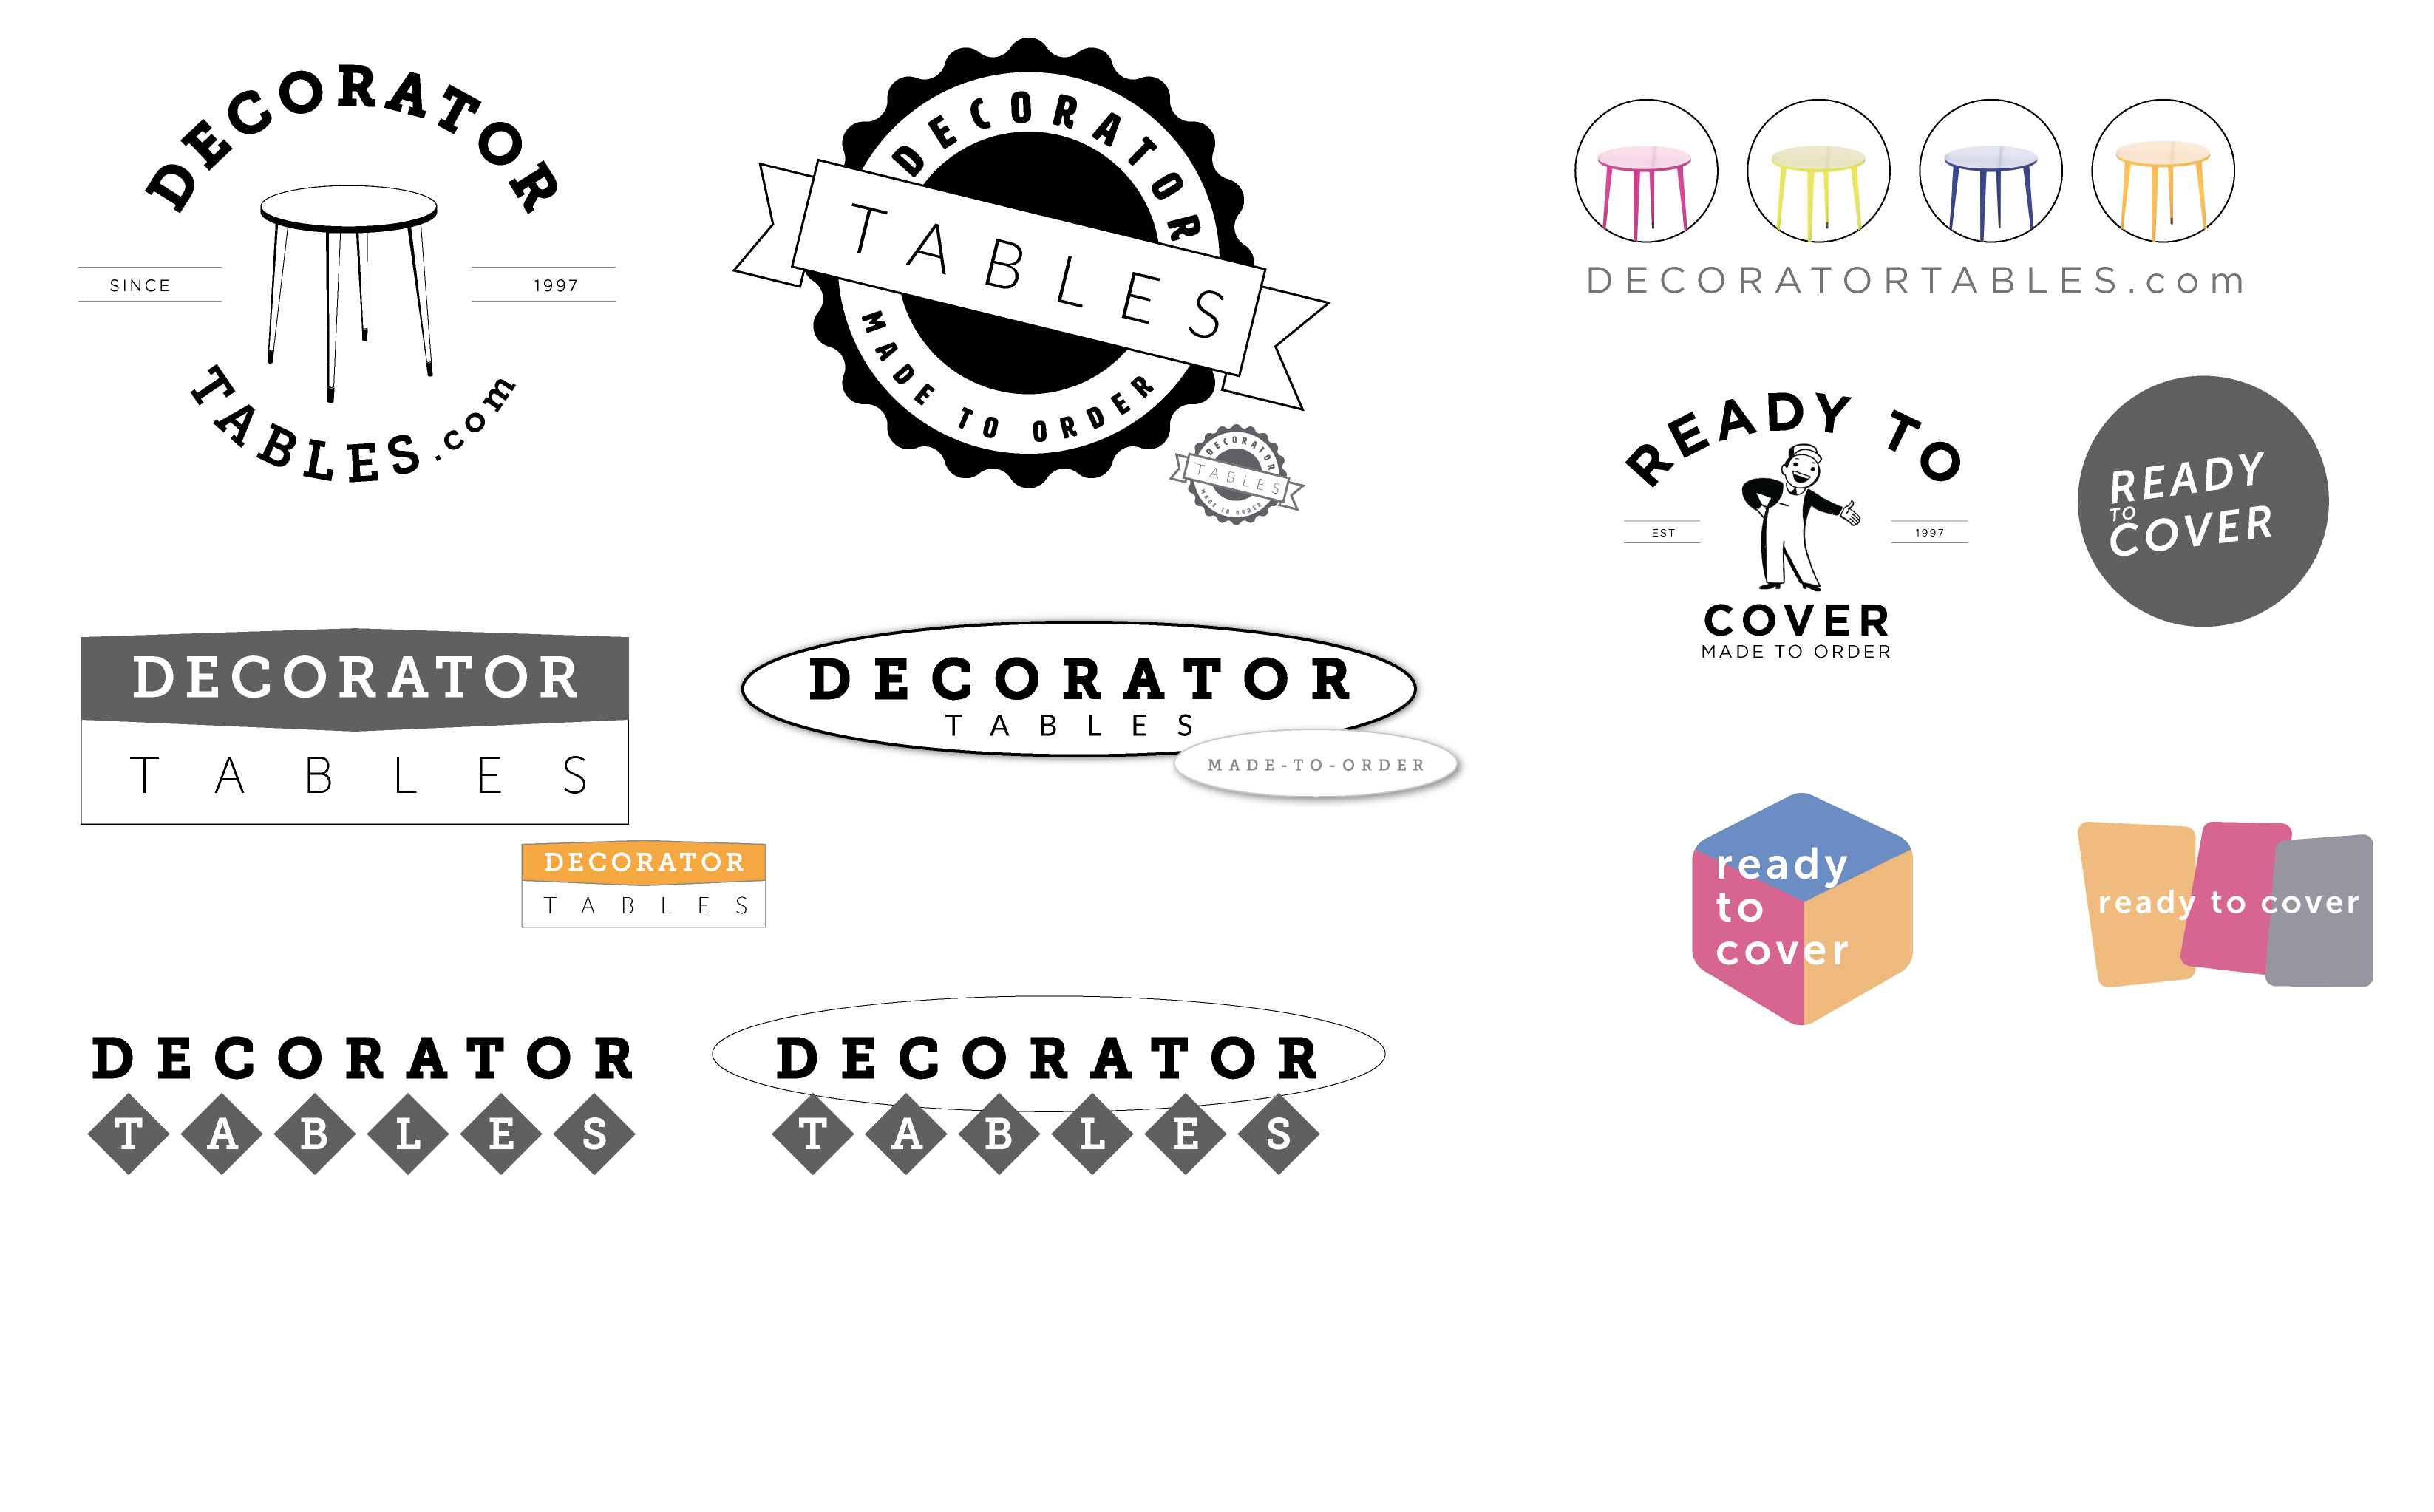 DECORATOR
SINCE
1997
TABLES.com
DECORATOR
TABLES
MADE TO ORDER
DECORATOR
TABLES
MADE TO ORDER
DECORATORTABLES.com
READY TO
EST
1997
COVER
MADE TO ORDER
READY
TO
COVER
DECORATOR
TABLES
DECORATOR
TABLES
MADE-TO-ORDER
DECORATOR
TABLES
ready
to
cover
ready to cover
DECORATOR
TABLES
DECORATOR
TABLES